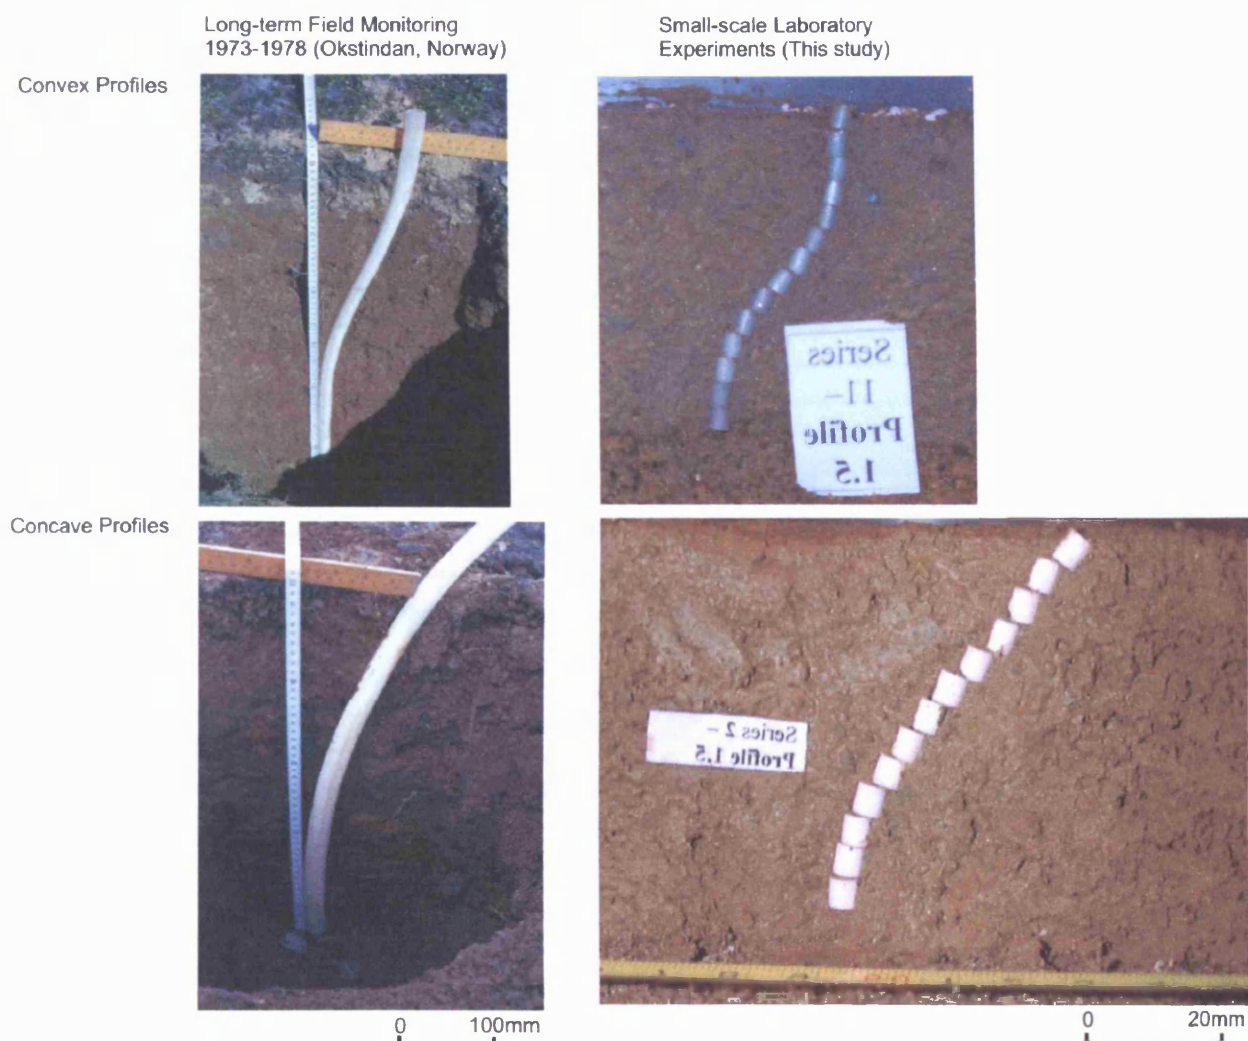 Long-term Field Monitoring
1973-1978 (Okstindan, Norway)
Small-scale Laboratory
Experiments (This study)
Convex Profiles
Series
11–
Profile
1.5
Concave Profiles
Series 2 –
Profile 1.5
0 100mm
0 20mm